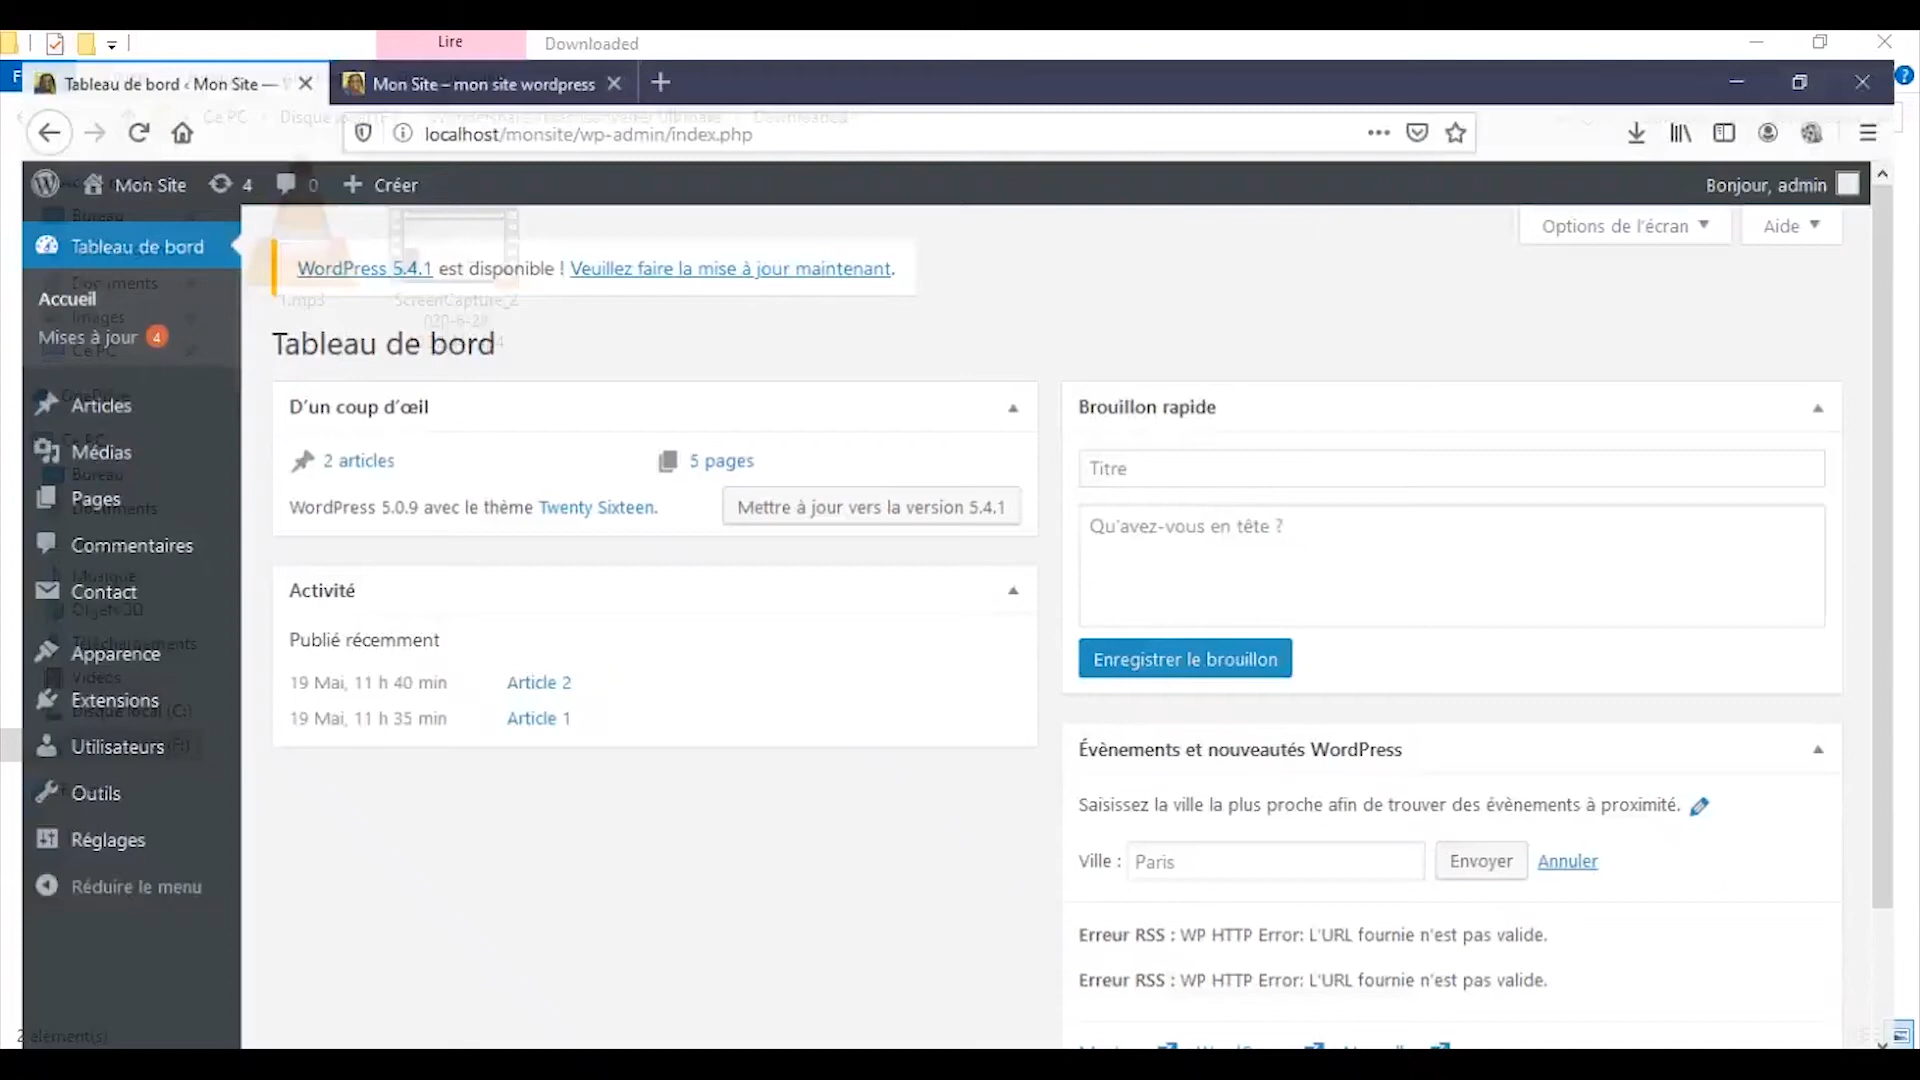 Lire
Downloaded
F
Tableau de bord ‹ Mon Site —
Mon Site – mon site wordpress
Ce PC
Downloaded
localhost/monsite/wp-admin/index.php
Mon Site
4
0
Créer
Bonjour, admin
Bureau
Options de l'écran
Aide
Tableau de bord
WordPress 5.4.1 est disponible ! Veuillez faire la mise à jour maintenant.
Documents
Accueil
1.mp3
ScreenCapture_2
020-6-20
Images
Mises à jour 4
Ce PC
Tableau de bord
OneDrive
Articles
D'un coup d'œil
Brouillon rapide
Ce PC
Médias
2 articles
5 pages
Titre
Bureau
Pages
Documents
WordPress 5.0.9 avec le thème Twenty Sixteen.
Mettre à jour vers la version 5.4.1
Qu'avez-vous en tête ?
Commentaires
Musique
Contact
Activité
Objets 3D
Publié récemment
Téléchargements
Apparence
Enregistrer le brouillon
Vidéos
19 Mai, 11 h 40 min
Article 2
Extensions
Disque local (C:)
19 Mai, 11 h 35 min
Article 1
Utilisateurs
Évènements et nouveautés WordPress
Outils
Saisissez la ville la plus proche afin de trouver des évènements à proximité.
Réglages
Ville :
Paris
Envoyer
Annuler
Réduire le menu
Erreur RSS : WP HTTP Error: L'URL fournie n'est pas valide.
Erreur RSS : WP HTTP Error: L'URL fournie n'est pas valide.
2 élément(s)